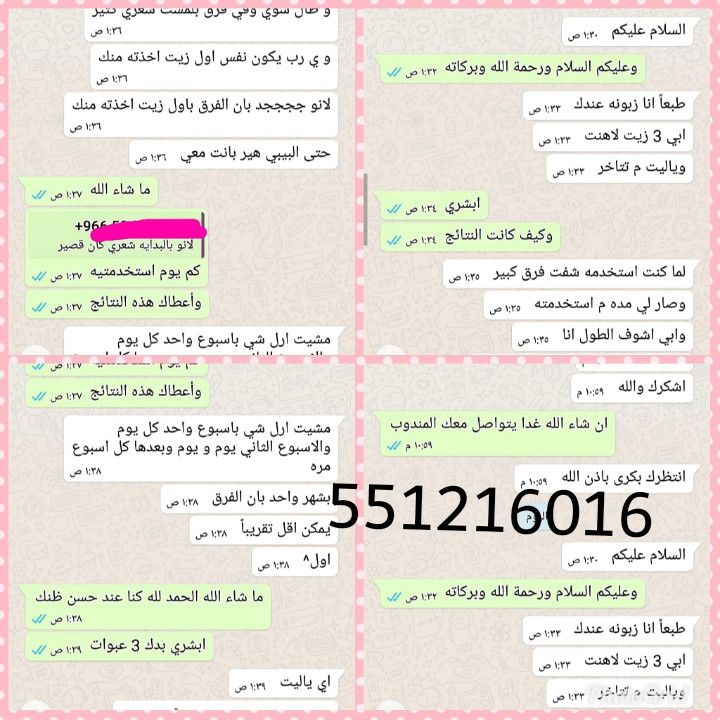 و طال شوي وفي فرق بلمست شعري كثير
١:٣٦ ص
و ي رب يكون نفس اول زيت اخذته منك
١:٣٦ ص
لانو جججججد بان الفرق باول زيت اخذته منك
١:٣٦ ص
حتى البيبي هير بانت معي ١:٣٦ ص
ما شاء الله ١:٣٧ ص
+966
لانو بالبدايه شعري كان قصير
كم يوم استخدمتيه ١:٣٧ ص
وأعطاك هذه النتائج ١:٣٧ ص
مشيت ارل شي باسبوع واحد كل يوم
السلام عليكم ١:٣٠ ص
وعليكم السلام ورحمة الله وبركاته ١:٣٢ ص
طبعاً انا زبونه عندك ١:٣٣ ص
ابي 3 زيت لاهنت ١:٣٣ ص
وياليت م تتاخر ١:٣٣ ص
ابشري ١:٣٤ ص
وكيف كانت النتائج ١:٣٤ ص
لما كنت استخدمه شفت فرق كبير ١:٣٥ ص
وصار لي مده م استخدمته ١:٣٥ ص
وابي اشوف الطول انا ١:٣٥ ص
وأعطاك هذه النتائج ١:٣٧ ص
مشيت ارل شي باسبوع واحد كل يوم
والاسبوع الثاني يوم و يوم وبعدها كل اسبوع
مره ١:٣٨ ص
بشهر واحد بان الفرق ١:٣٨ ص
يمكن اقل تقريباً ١:٣٨ ص
اول^ ١:٣٨ ص
ما شاء الله الحمد لله كنا عند حسن ظنك
١:٣٨ ص
ابشري بدك 3 عبوات ١:٣٩ ص
اي ياليت ١:٣٩ ص
اشكرك والله ١٠:٥٩ م
ان شاء الله غدا يتواصل معك المندوب
١٠:٥٩ م
انتظرك بكرى باذن الله ١٠:٥٩ م
551216016
السلام عليكم ١:٣٠ ص
وعليكم السلام ورحمة الله وبركاته ١:٣٢ ص
طبعاً انا زبونه عندك ١:٣٣ ص
ابي 3 زيت لاهنت ١:٣٣ ص
وياليت م تتاخر ١:٣٣ ص